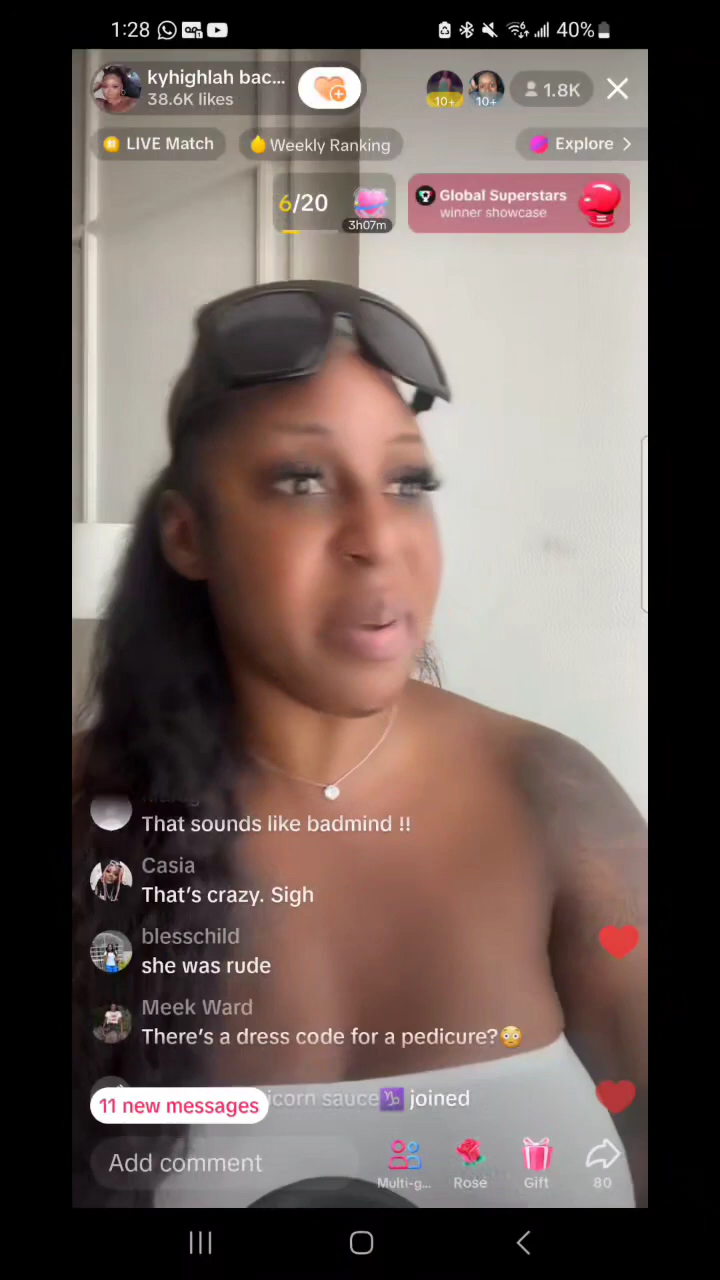 1:28
40%
kyhighlah bac...
38.6K likes
10+
10+
1.8K
LIVE Match
Weekly Ranking
Explore
6/20
3h07m
Global Superstars
winner showcase
That sounds like badmind !!
Casia
That's crazy. Sigh
blesschild
she was rude
Meek Ward
There's a dress code for a pedicure?😳
icorn sauce♑ joined
11 new messages
Add comment
Multi-g...
Rose
Gift
80